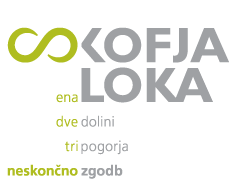 ŠKOFJA
LOKA
ena
dve dolini
tri pogorja
neskončno zgodb